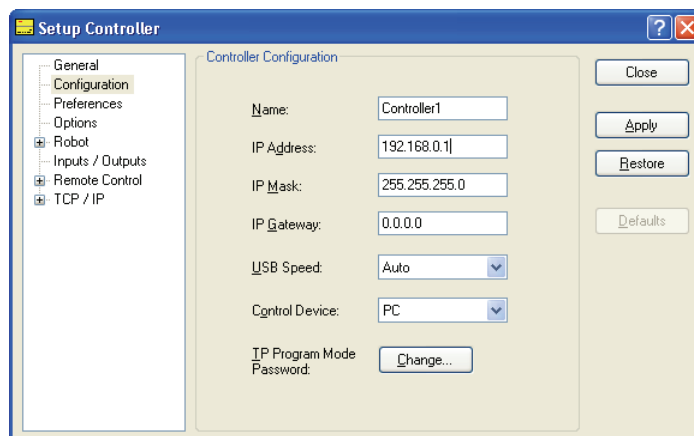 Setup Controller
General
Configuration
Preferences
Options
Robot
Inputs / Outputs
Remote Control
TCP / IP
Controller Configuration
Name: Controller1
IP Address: 192.168.0.1
IP Mask: 255.255.255.0
IP Gateway: 0.0.0.0
USB Speed: Auto
Control Device: PC
TP Program Mode
Password: Change...
Close
Apply
Restore
Defaults